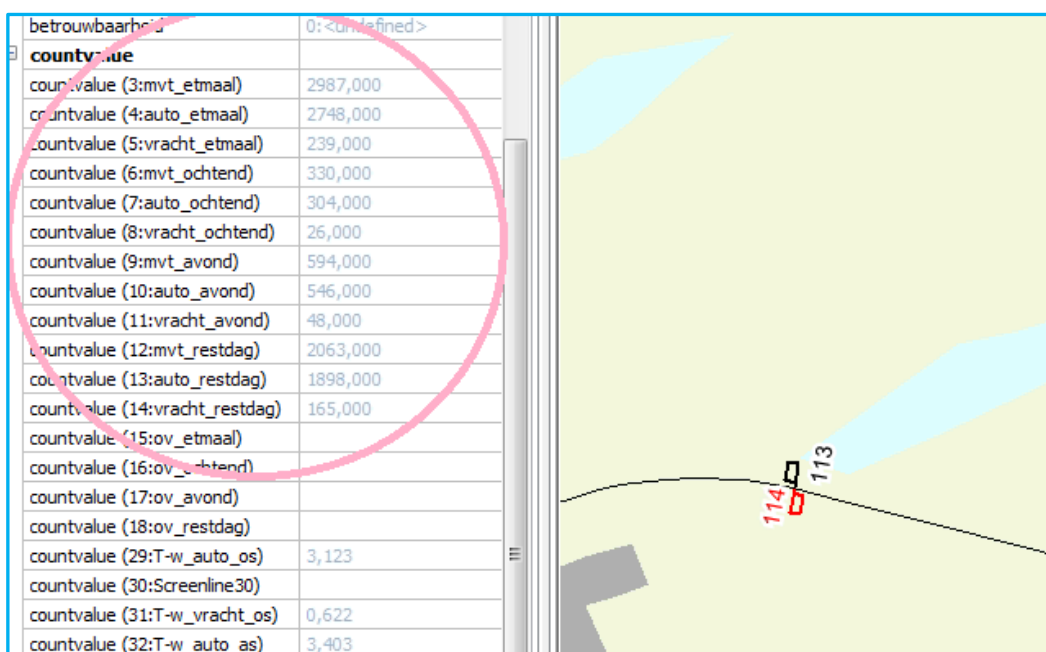 betrouwbaarheid 0:<undefined>
countvalue
countvalue (3:mvt_etmaal) 2987,000
countvalue (4:auto_etmaal) 2748,000
countvalue (5:vracht_etmaal) 239,000
countvalue (6:mvt_ochtend) 330,000
countvalue (7:auto_ochtend) 304,000
countvalue (8:vracht_ochtend) 26,000
countvalue (9:mvt_avond) 594,000
countvalue (10:auto_avond) 546,000
countvalue (11:vracht_avond) 48,000
countvalue (12:mvt_restdag) 2063,000
countvalue (13:auto_restdag) 1898,000
countvalue (14:vracht_restdag) 165,000
countvalue (15:ov_etmaal)
countvalue (16:ov_ochtend)
countvalue (17:ov_avond)
countvalue (18:ov_restdag)
countvalue (29:T-w_auto_os) 3,123
countvalue (30:Screenline30)
countvalue (31:T-w_vracht_os) 0,622
countvalue (32:T-w_auto_as) 3,403
113
114